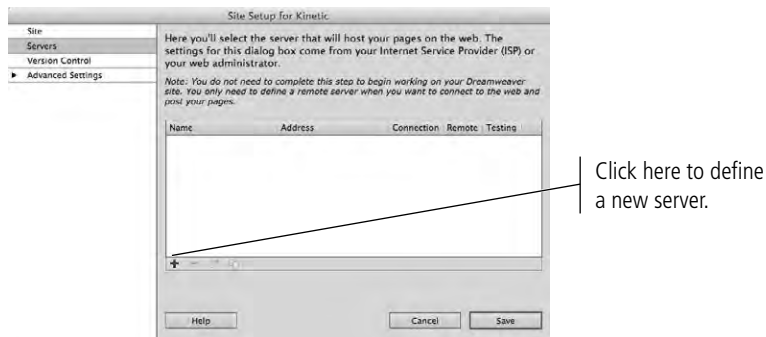 Site Setup for Kinetic
Site
Servers
Version Control
Advanced Settings
Here you'll select the server that will host your pages on the web. The
settings for this dialog box come from your Internet Service Provider (ISP) or
your web administrator.
Note: You do not need to complete this step to begin working on your Dreamweaver
site. You only need to define a remote server when you want to connect to the web and
post your pages.
Name Address Connection Remote Testing
Click here to define
a new server.
Help Cancel Save